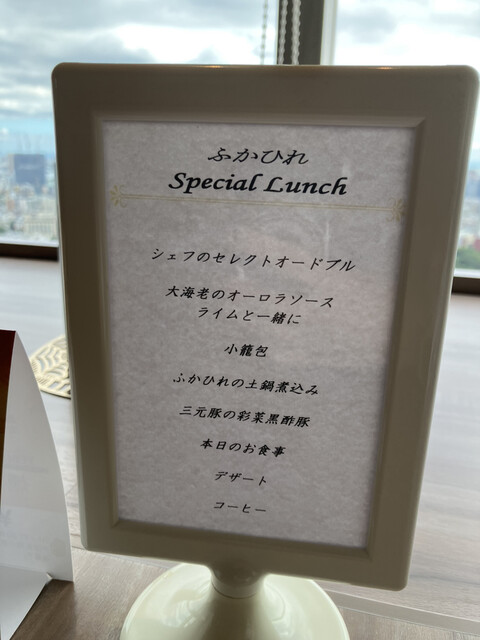 ふかひれ
Special Lunch
シェフのセレクトオードブル
大海老のオーロラソース
ライムと一緒に
小籠包
ふかひれの土鍋煮込み
三元豚の彩菜黒酢豚
本日のお食事
デザート
コーヒー